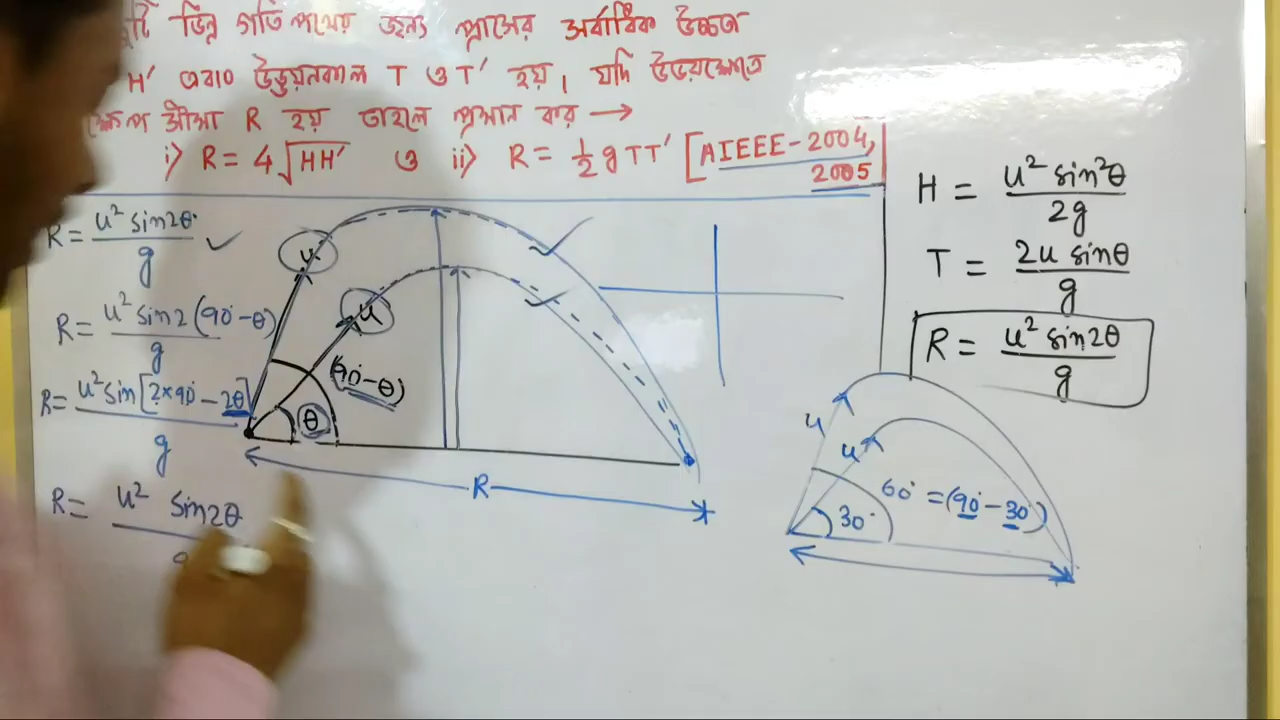 ভিন্ন গতি পথের জন্য প্রাসের সর্বাধিক উচ্চতা
H' এবং উড্ডয়নকাল T ও T' হয়, যদি উভয়ক্ষেত্রে
সীমা R হয় তাহলে প্রমান কর →
i) R = 4√HH' ও ii) R = 1/2 g TT' [AIEEE-2004,
2005]
R = u² sin2θ / g ✓
R = u² sin2(90° - θ) / g
R = u² sin[2×90° - 2θ] / g
R = u² sin2θ
u
u
(90° - θ)
θ
R
H = u² sin²θ / 2g
T = 2u sinθ / g
R = u² sin2θ / g
u
u
60° = (90° - 30°)
30°